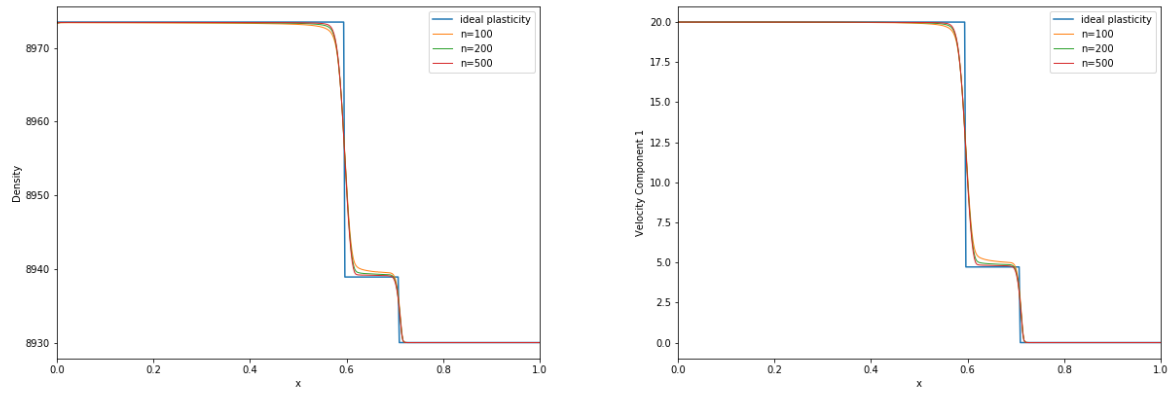 Density
8970
8960
8950
8940
8930
0.0 0.2 0.4 0.6 0.8 1.0
x
ideal plasticity
n=100
n=200
n=500
Velocity Component 1
20.0
17.5
15.0
12.5
10.0
7.5
5.0
2.5
0.0
0.0 0.2 0.4 0.6 0.8 1.0
x
ideal plasticity
n=100
n=200
n=500